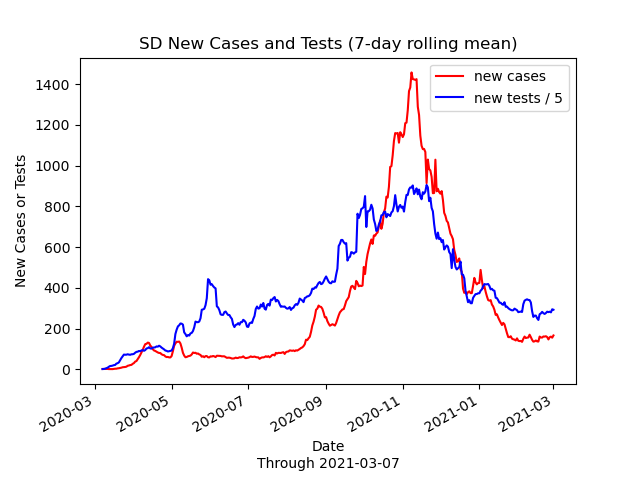 SD New Cases and Tests (7-day rolling mean)
new cases
new tests / 5
New Cases or Tests
1400
1200
1000
800
600
400
200
0
2020-03
2020-05
2020-07
2020-09
2020-11
2021-01
2021-03
Date
Through 2021-03-07